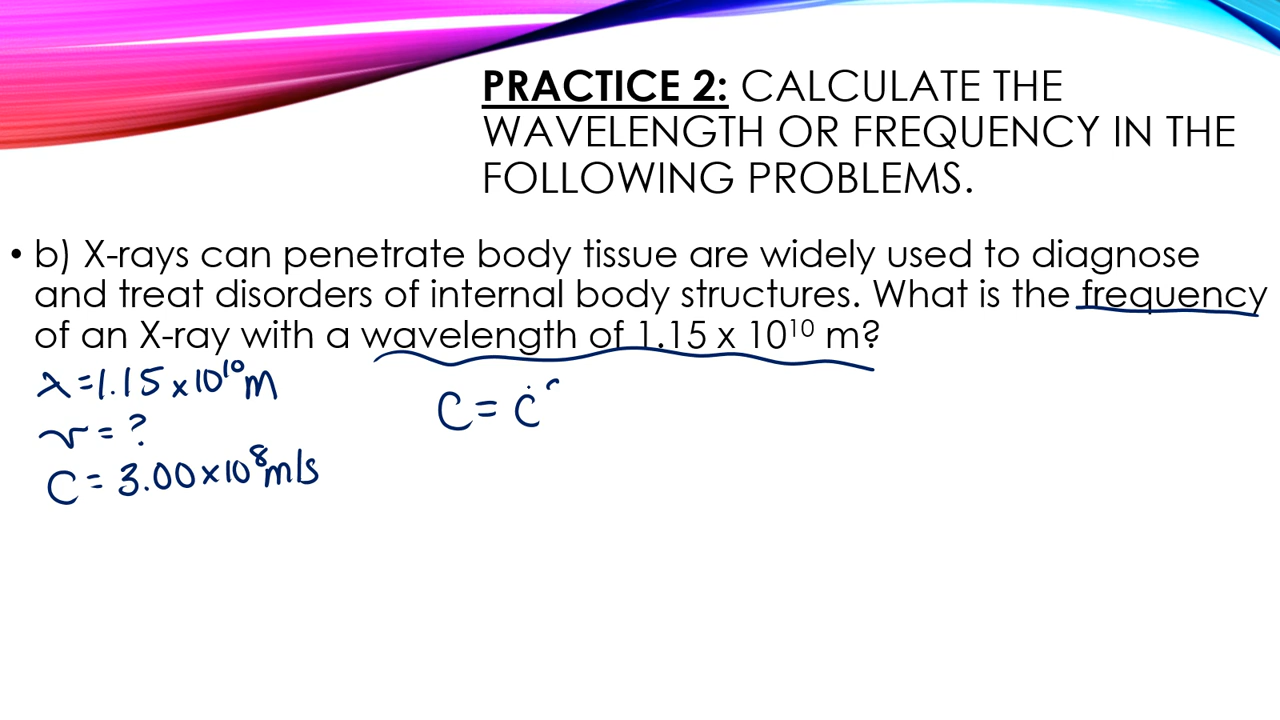 PRACTICE 2: CALCULATE THE
WAVELENGTH OR FREQUENCY IN THE
FOLLOWING PROBLEMS.
• b) X-rays can penetrate body tissue are widely used to diagnose
and treat disorders of internal body structures. What is the frequency
of an X-ray with a wavelength of 1.15 x 10¹⁰ m?
λ = 1.15 x 10¹⁰ m
ν = ?
C = 3.00 x 10⁸ m/s
C =